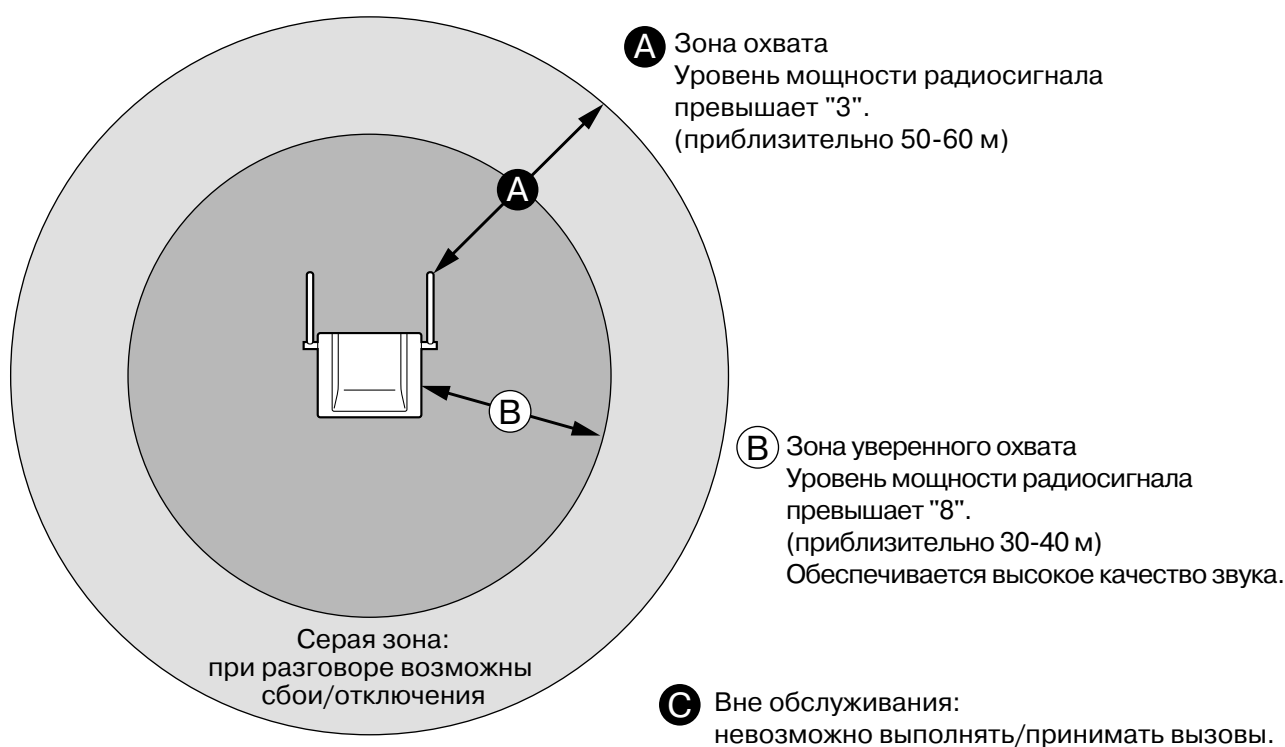 A Зона охвата
Уровень мощности радиосигнала
превышает "3".
(приблизительно 50-60 м)
A
B
B Зона уверенного охвата
Уровень мощности радиосигнала
превышает "8".
(приблизительно 30-40 м)
Обеспечивается высокое качество звука.
Серая зона:
при разговоре возможны
сбои/отключения
C Вне обслуживания:
невозможно выполнять/принимать вызовы.